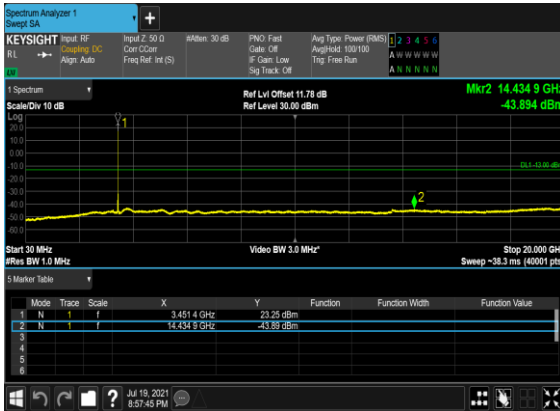 Spectrum Analyzer 1
Swept SA
KEYSIGHT Input: RF Input Z: 50 Ω #Atten: 30 dB PNO: Fast Avg Type: Power (RMS) 1 2 3 4 5 6
RL Coupling: DC Corr CCorr Gate: Off Avg|Hold: 100/100 A W W W W W
Align: Auto Freq Ref: Int (S) IF Gain: Low Trig: Free Run
Sig Track: Off A N N N N N
1 Spectrum Ref Lvl Offset 11.78 dB Mkr2 14.434 9 GHz
Scale/Div 10 dB Ref Level 30.00 dBm -43.894 dBm
Log
1
20.0
10.0
0.00
-10.0 DL1 -13.00 dBm
-20.0
-30.0
-40.0 2
-50.0
-60.0
Start 30 MHz Video BW 3.0 MHz* Stop 20.000 GHz
#Res BW 1.0 MHz Sweep ~38.3 ms (40001 pts)
5 Marker Table
Mode Trace Scale X Y Function Function Width Function Value
1 N 1 f 3.451 4 GHz 23.25 dBm
2 N 1 f 14.434 9 GHz -43.89 dBm
3
4
5
6
? Jul 19, 2021
8:57:45 PM